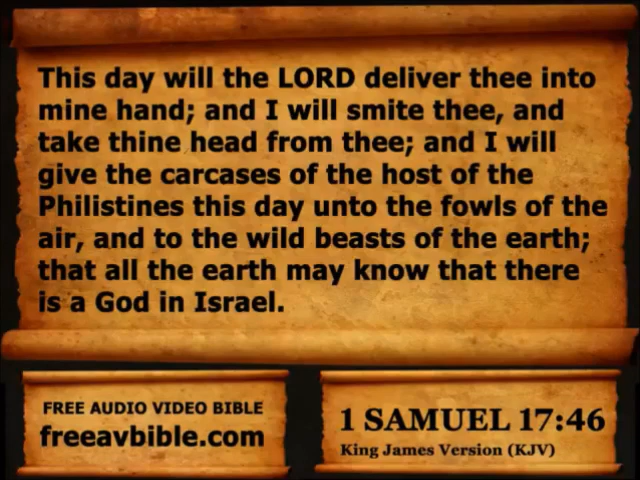 This day will the LORD deliver thee into
mine hand; and I will smite thee, and
take thine head from thee; and I will
give the carcases of the host of the
Philistines this day unto the fowls of the
air, and to the wild beasts of the earth;
that all the earth may know that there
is a God in Israel.
FREE AUDIO VIDEO BIBLE
freeavbible.com
1 SAMUEL 17:46
King James Version (KJV)